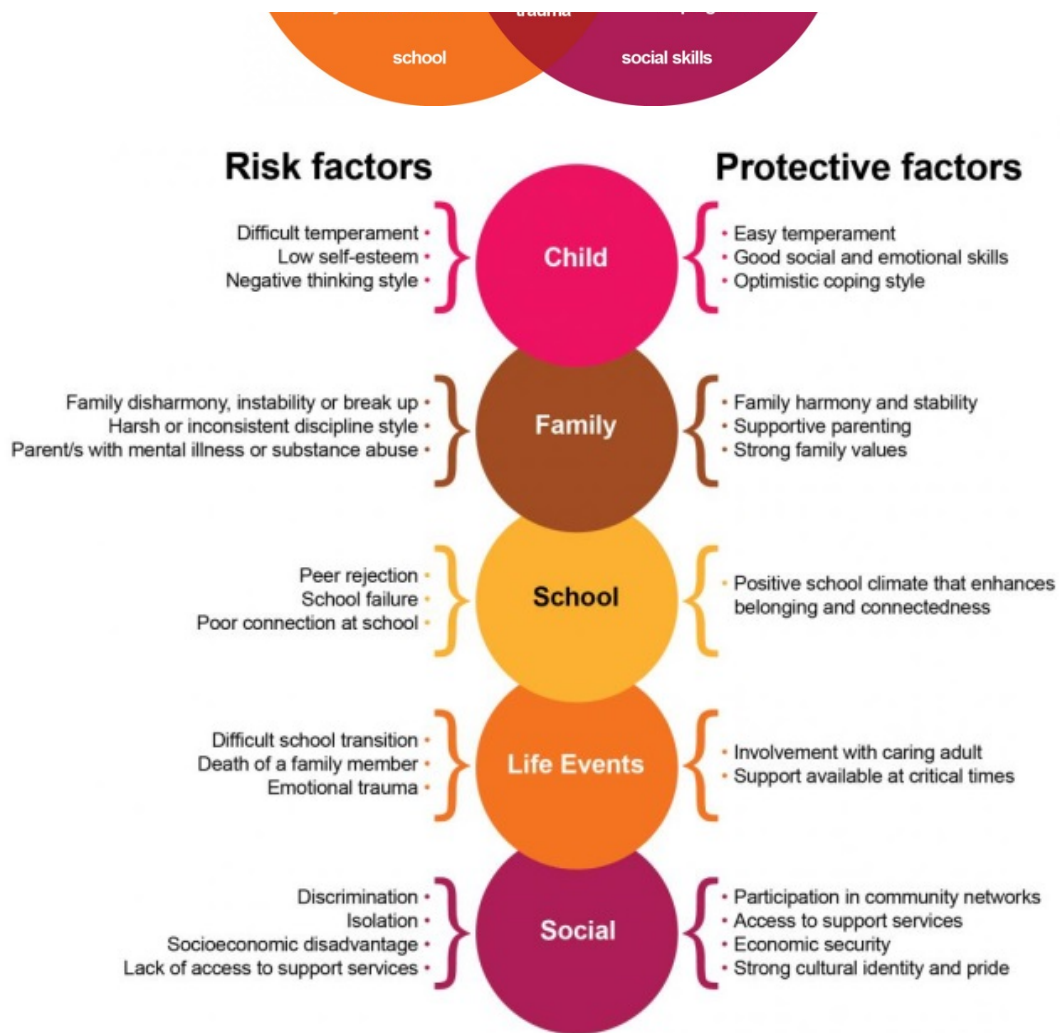 trauma
school
social skills
Risk factors
Protective factors
Difficult temperament
Low self-esteem
Negative thinking style
Child
Easy temperament
Good social and emotional skills
Optimistic coping style
Family disharmony, instability or break up
Harsh or inconsistent discipline style
Parent/s with mental illness or substance abuse
Family
Family harmony and stability
Supportive parenting
Strong family values
Peer rejection
School failure
Poor connection at school
School
Positive school climate that enhances
belonging and connectedness
Difficult school transition
Death of a family member
Emotional trauma
Life Events
Involvement with caring adult
Support available at critical times
Discrimination
Isolation
Socioeconomic disadvantage
Lack of access to support services
Social
Participation in community networks
Access to support services
Economic security
Strong cultural identity and pride